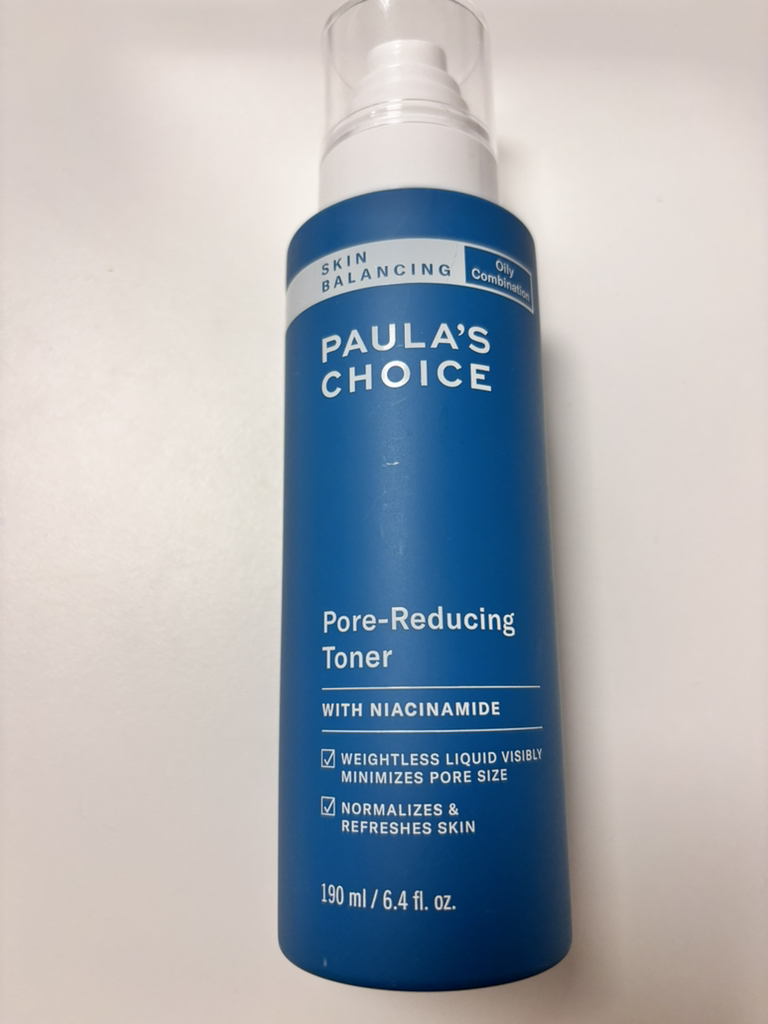 SKIN
BALANCING
Oily
Combination
PAULA'S
CHOICE
Pore-Reducing
Toner
WITH NIACINAMIDE
☑ WEIGHTLESS LIQUID VISIBLY
MINIMIZES PORE SIZE
☑ NORMALIZES &
REFRESHES SKIN
190 ml / 6.4 fl. oz.